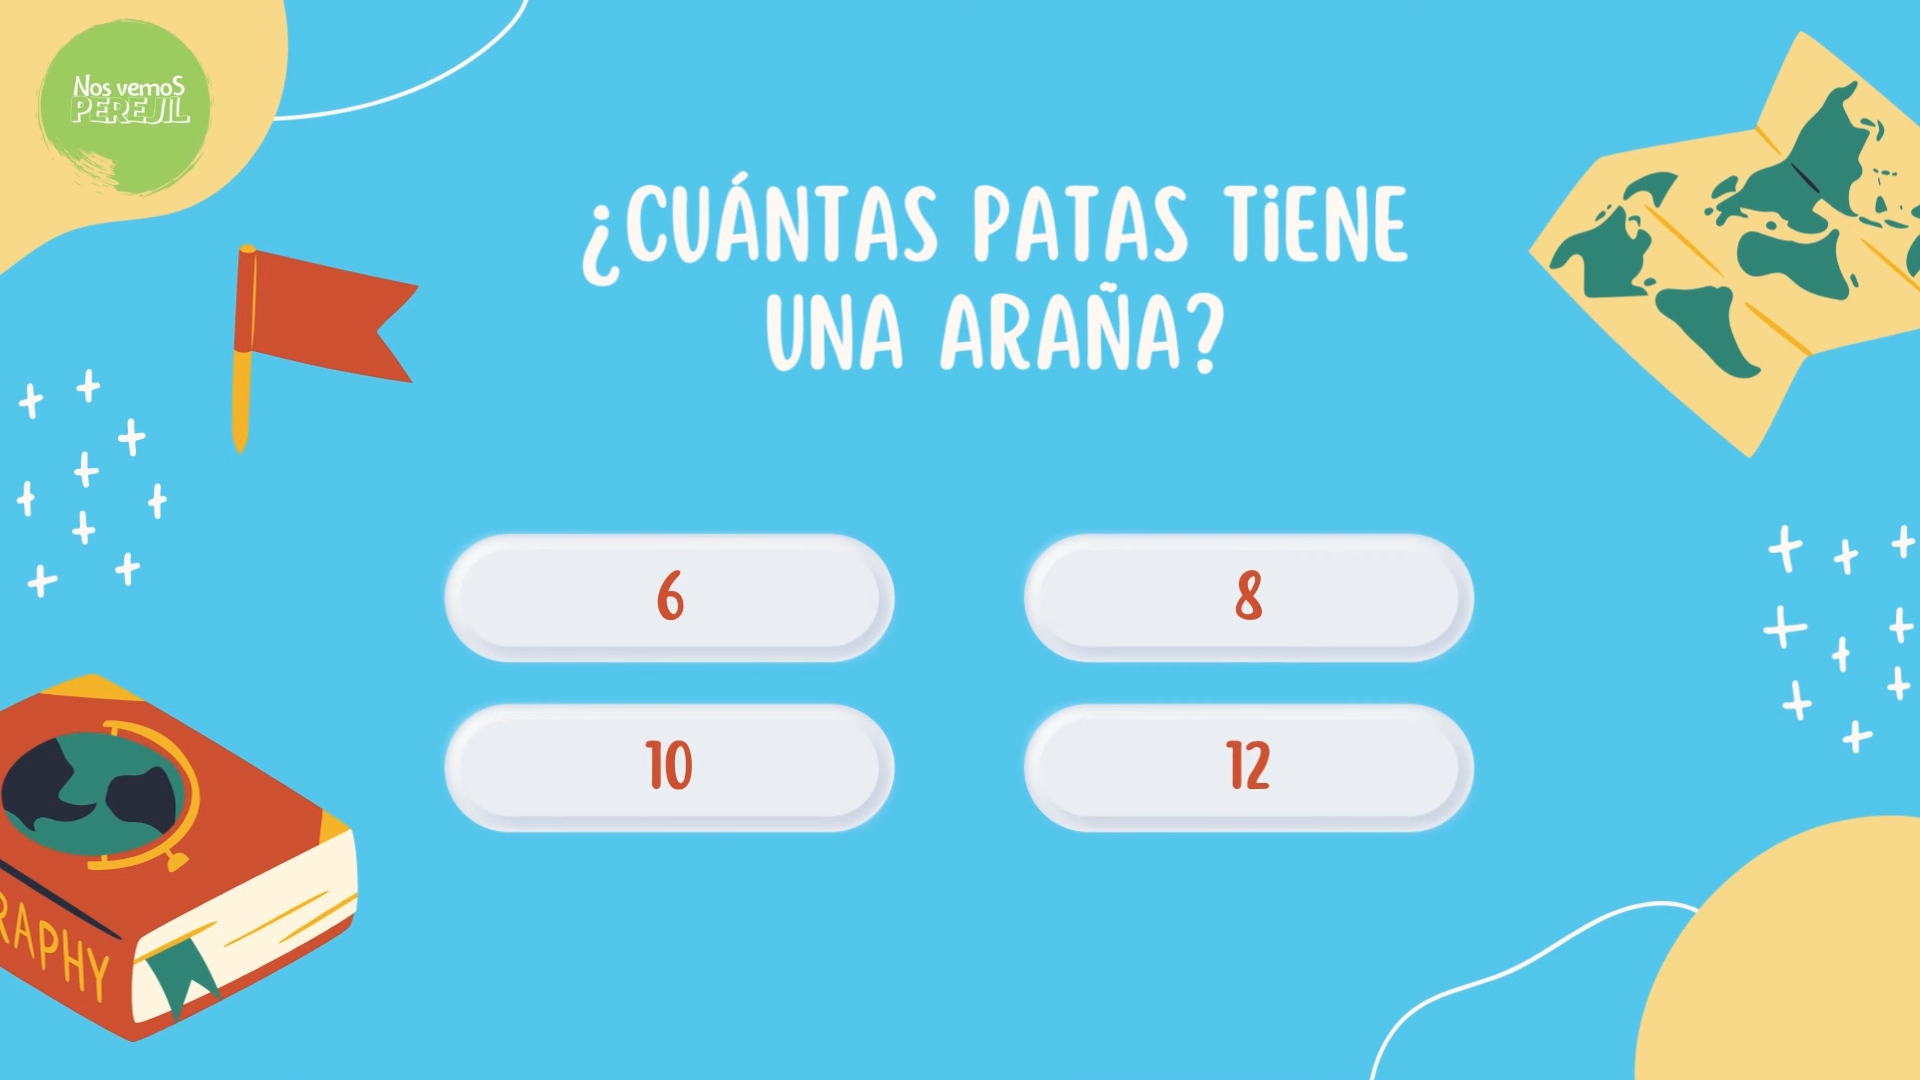 Nos vemoS
PEREJIL
¿CUÁNTAS PATAS TiENE
UNA ARAÑA?
6
8
10
12
RAPHY